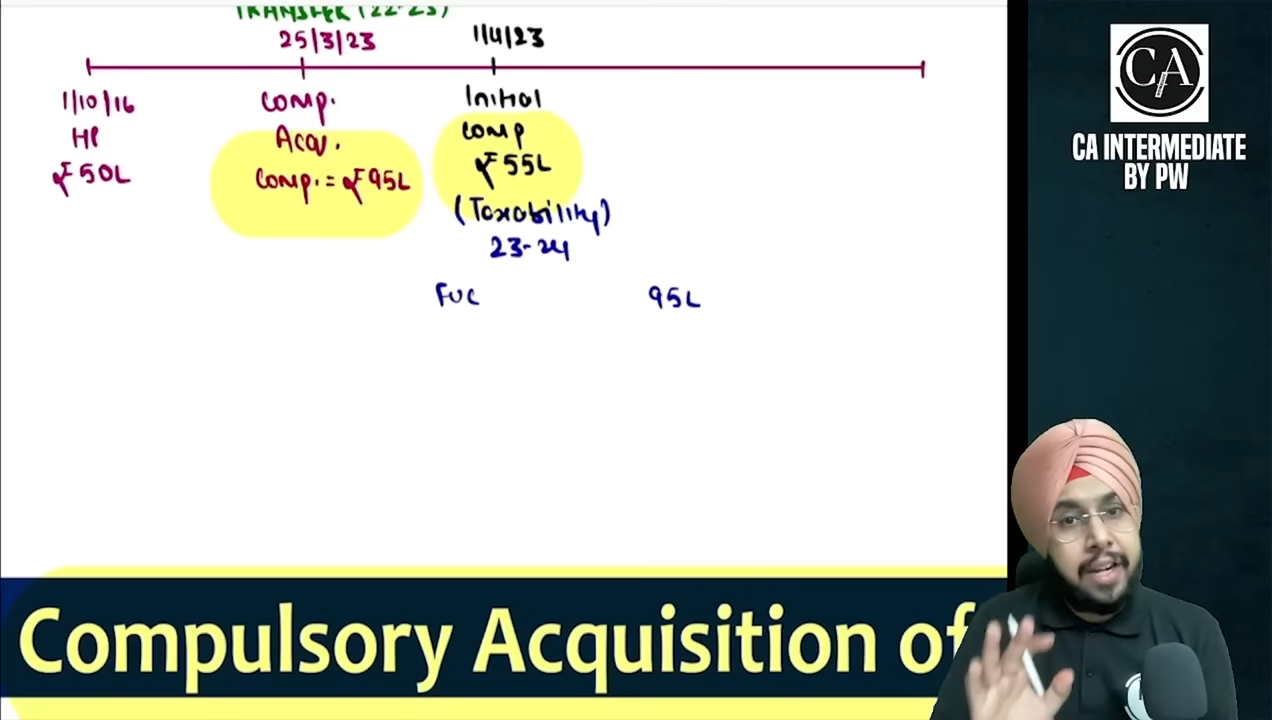 TRANSFER (22-23)
25/3/23
1/4/23
1/10/16
HP
₹50L
Comp.
Acqu.
Comp. = ₹95L
Initial
Comp
₹55L
(Taxability)
23-24
FVC 95L
Compulsory Acquisition of
CA
CA INTERMEDIATE
BY PW